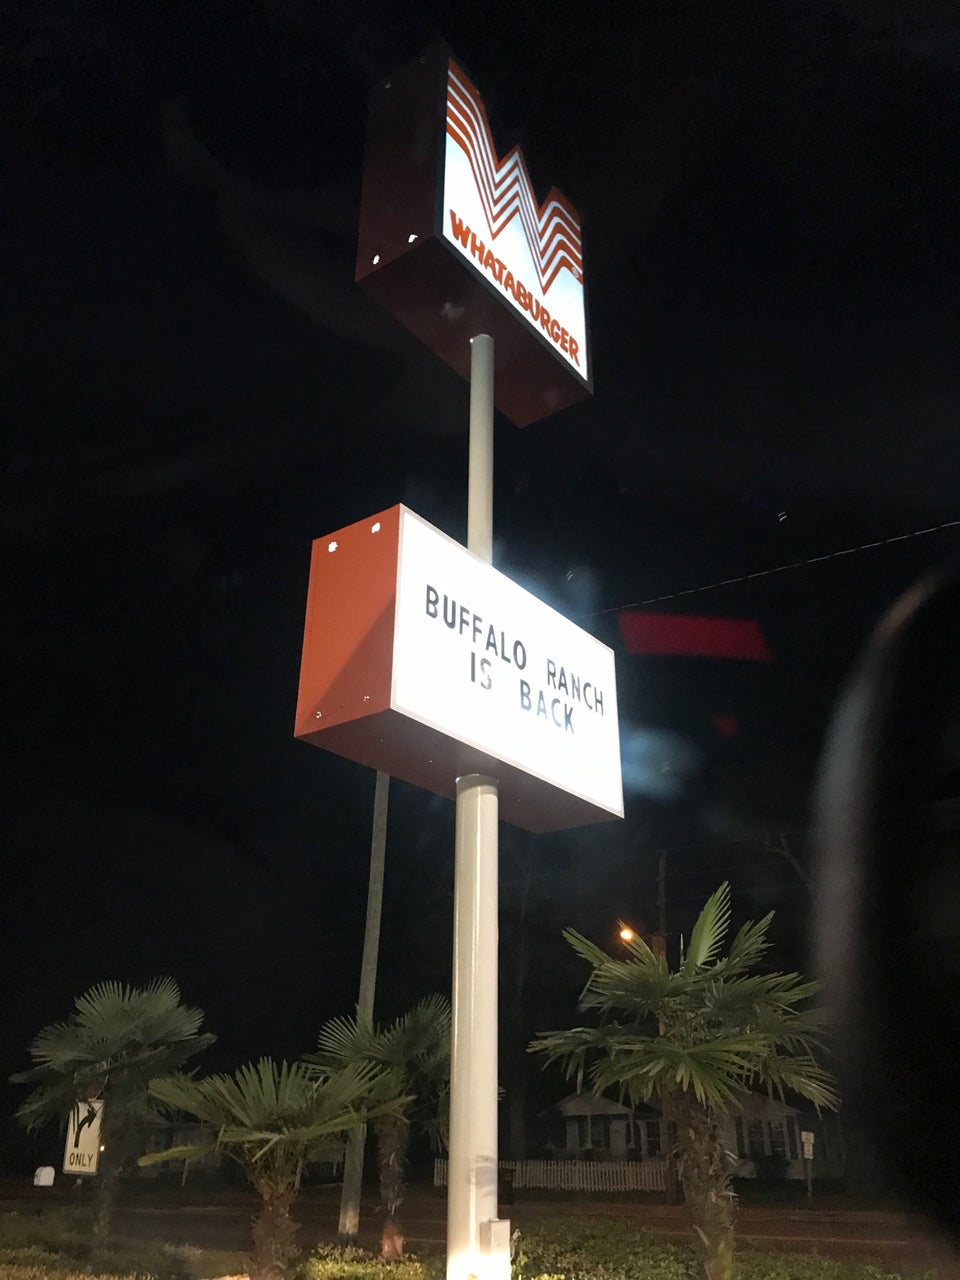 WHATABURGER
BUFFALO RANCH
IS BACK
ONLY